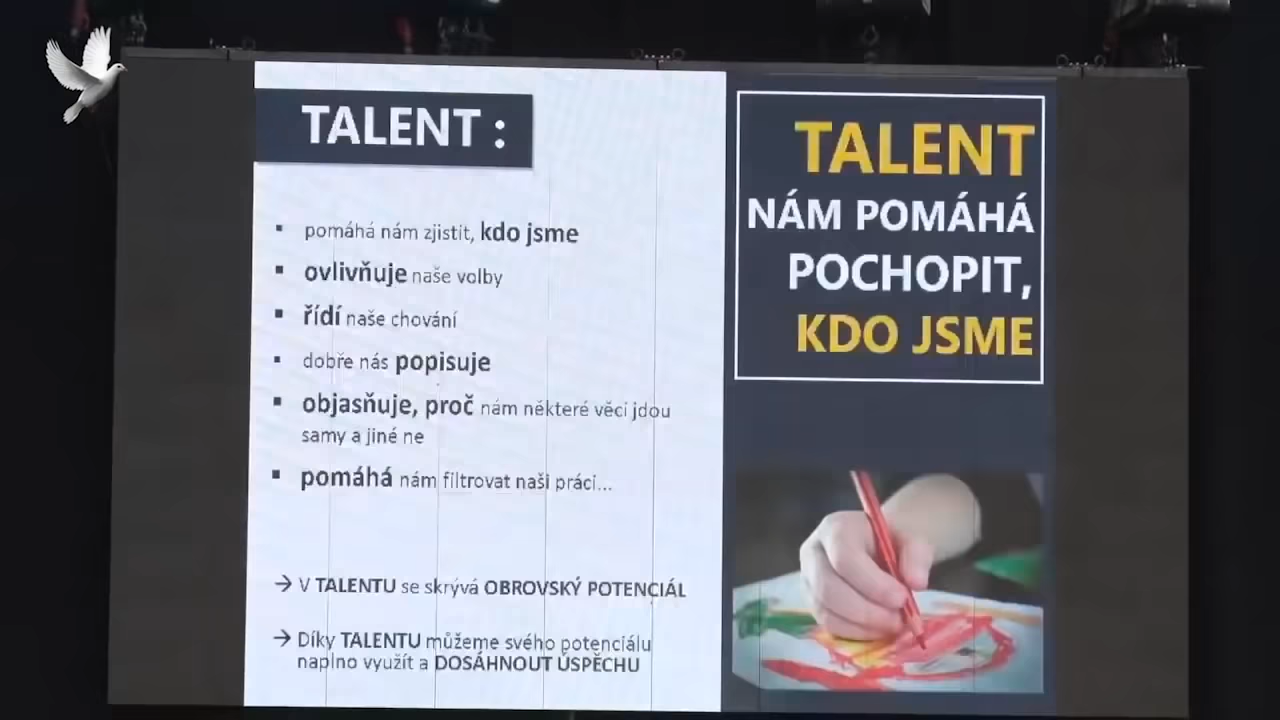 TALENT :
▪ pomáhá nám zjistit, kdo jsme
▪ ovlivňuje naše volby
▪ řídí naše chování
▪ dobře nás popisuje
▪ objasňuje, proč nám některé věci jdou
samy a jiné ne
▪ pomáhá nám filtrovat naši práci...
→ V TALENTU se skrývá OBROVSKÝ POTENCIÁL
→ Díky TALENTU můžeme svého potenciálu
naplno využít a DOSÁHNOUT ÚSPĚCHU
TALENT
NÁM POMÁHÁ
POCHOPIT,
KDO JSME